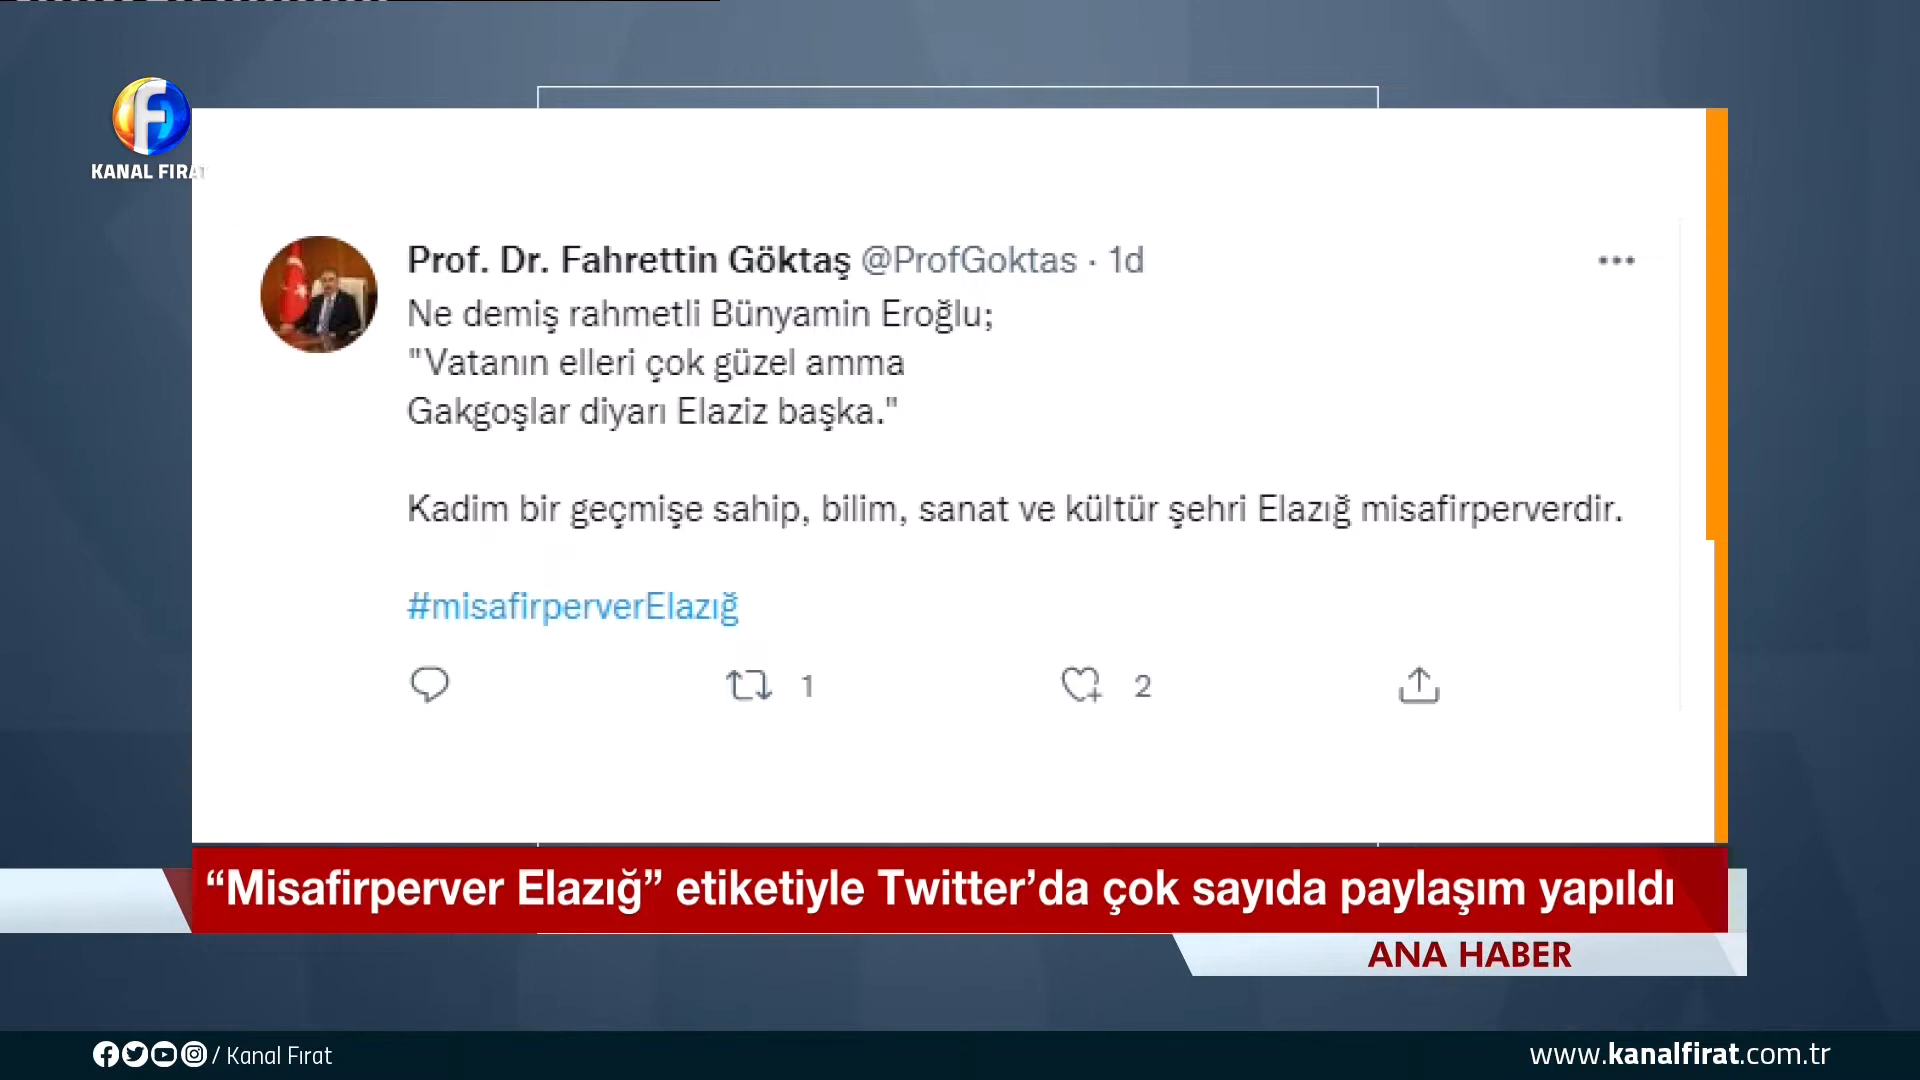 KANAL FIRAT
Prof. Dr. Fahrettin Göktaş @ProfGoktas · 1d
Ne demiş rahmetli Bünyamin Eroğlu;
"Vatanın elleri çok güzel amma
Gakgoşlar diyarı Elaziz başka."
Kadim bir geçmişe sahip, bilim, sanat ve kültür şehri Elazığ misafirperverdir.
#misafirperverElazığ
1 2
“Misafirperver Elazığ” etiketiyle Twitter’da çok sayıda paylaşım yapıldı
ANA HABER
/ Kanal Fırat
www.kanalfirat.com.tr